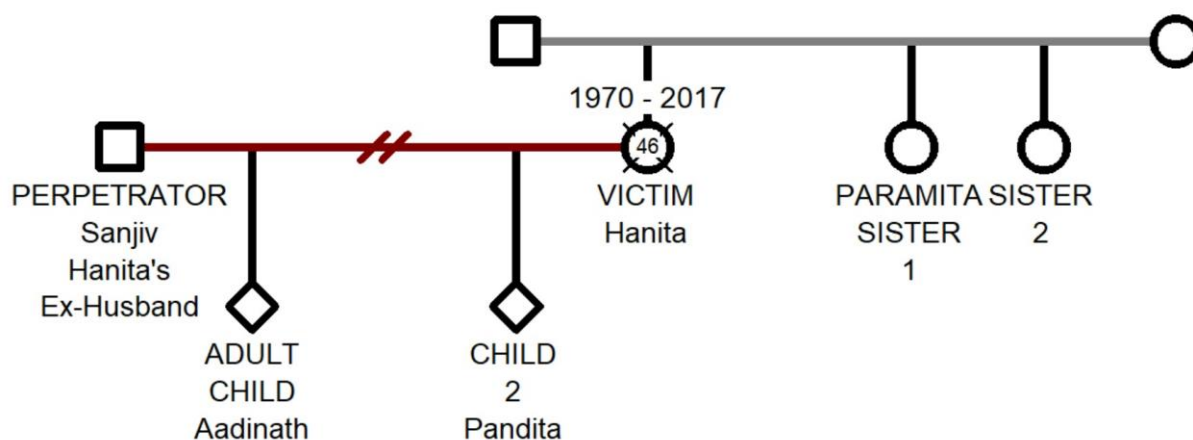 1970 - 2017
46
PERPETRATOR
Sanjiv
Hanita's
Ex-Husband
VICTIM
Hanita
PARAMITA
SISTER
1
SISTER
2
ADULT
CHILD
Aadinath
CHILD
2
Pandita